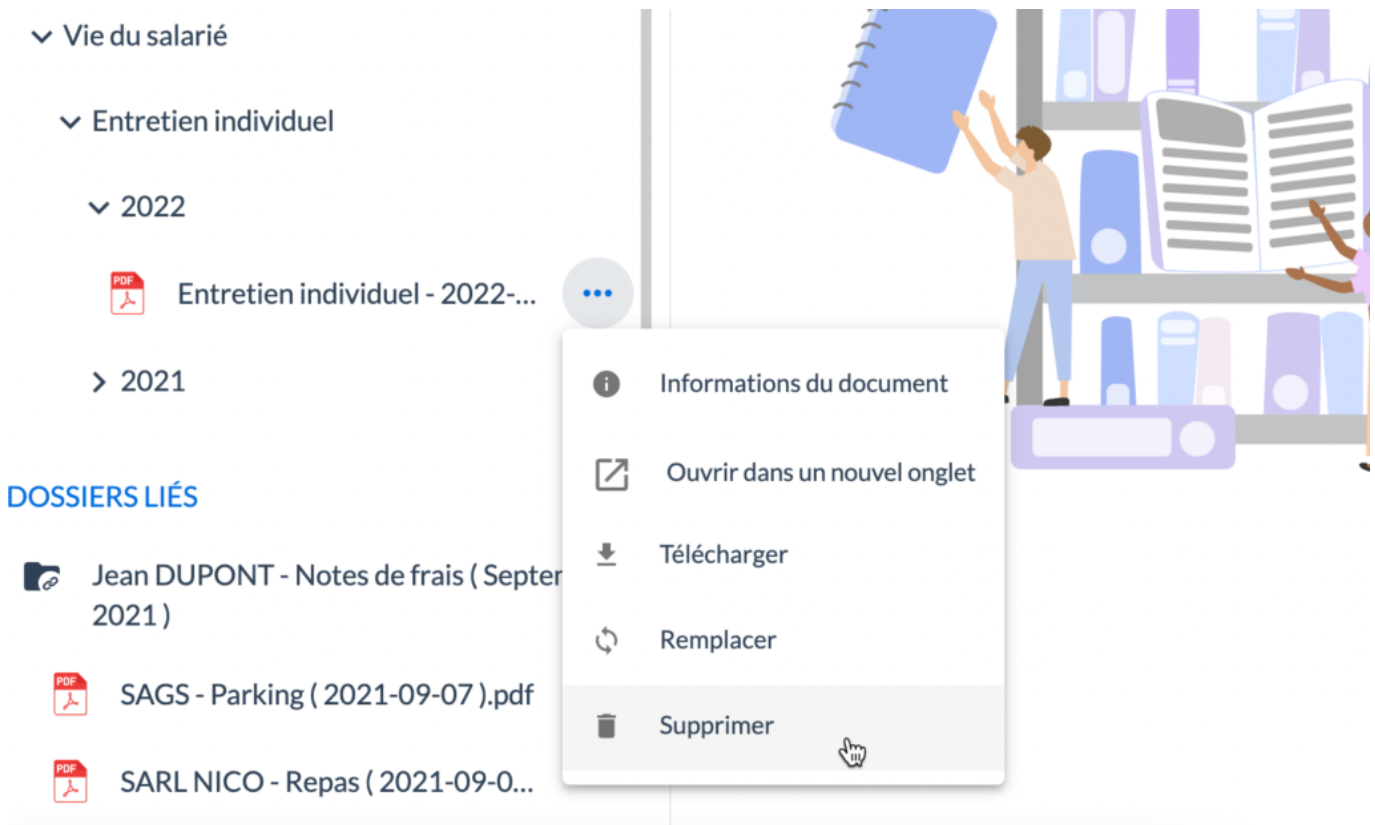 Vie du salarié
Entretien individuel
2022
PDF
Entretien individuel - 2022-...
2021
Informations du document
Ouvrir dans un nouvel onglet
Télécharger
Remplacer
Supprimer
DOSSIERS LIÉS
Jean DUPONT - Notes de frais ( Septer
2021 )
PDF
SAGS - Parking ( 2021-09-07 ).pdf
PDF
SARL NICO - Repas ( 2021-09-0...